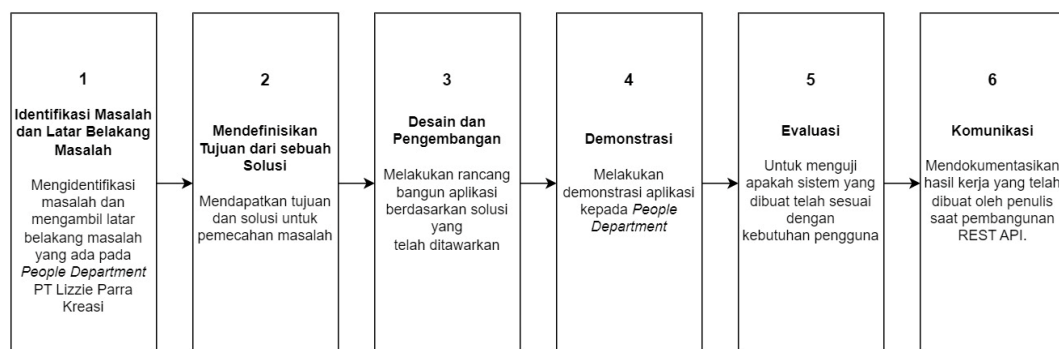 1
Identifikasi Masalah
dan Latar Belakang
Masalah
Mengidentifikasi
masalah dan
mengambil latar
belakang masalah
yang ada pada
People Department
PT Lizzie Parra
Kreasi
2
Mendefinisikan
Tujuan dari sebuah
Solusi
Mendapatkan tujuan
dan solusi untuk
pemecahan masalah
3
Desain dan
Pengembangan
Melakukan rancang
bangun aplikasi
berdasarkan solusi
yang
telah ditawarkan
4
Demonstrasi
Melakukan
demonstrasi aplikasi
kepada People
Department
5
Evaluasi
Untuk menguji
apakah sistem yang
dibuat telah sesuai
dengan
kebutuhan pengguna
6
Komunikasi
Mendokumentasikan
hasil kerja yang telah
dibuat oleh penulis
saat pembangunan
REST API.